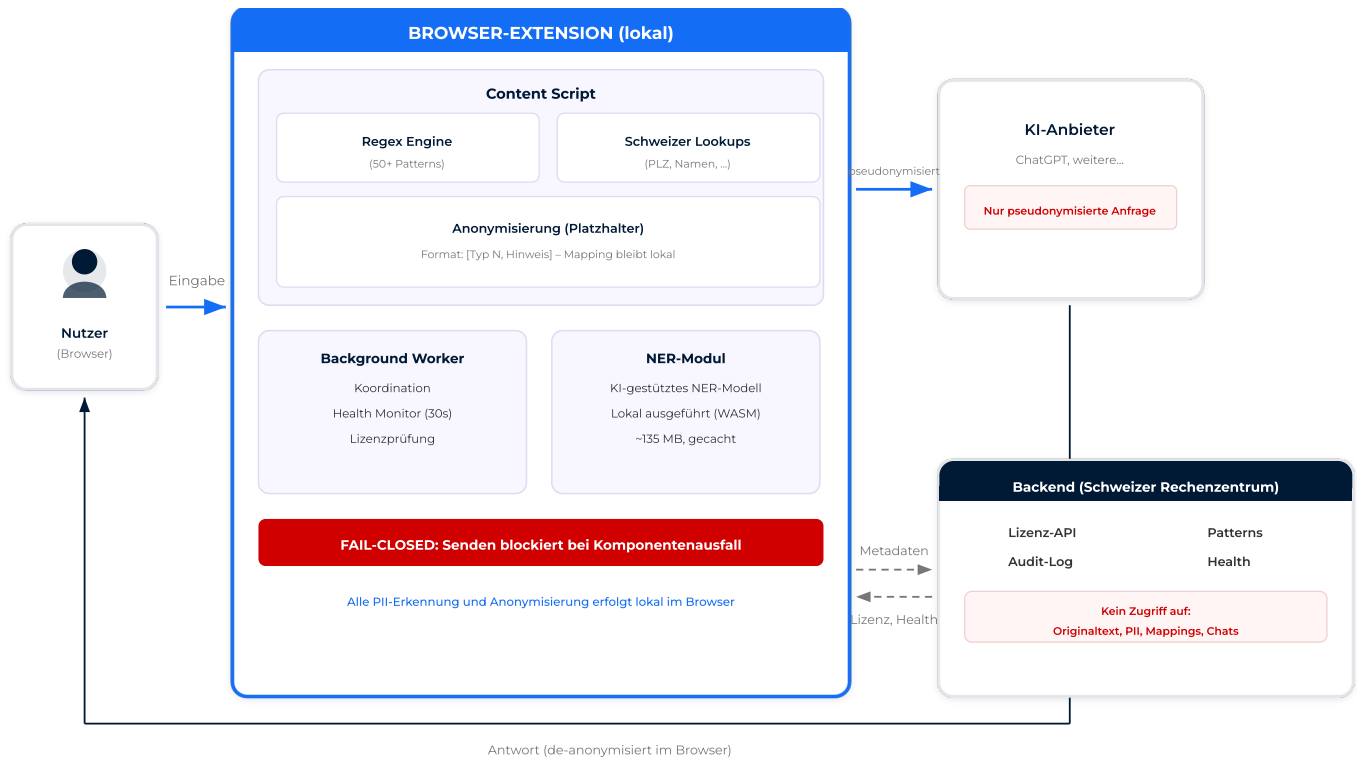 BROWSER-EXTENSION (lokal)
Content Script
Regex Engine
(50+ Patterns)
Schweizer Lookups
(PLZ, Namen, ...)
Anonymisierung (Platzhalter)
Format: [Typ N, Hinweis] – Mapping bleibt lokal
Nutzer
(Browser)
Eingabe
Background Worker
Koordination
Health Monitor (30s)
Lizenzprüfung
NER-Modul
KI-gestütztes NER-Modell
Lokal ausgeführt (WASM)
~135 MB, gecacht
FAIL-CLOSED: Senden blockiert bei Komponentenausfall
Alle PII-Erkennung und Anonymisierung erfolgt lokal im Browser
pseudonymisiert
KI-Anbieter
ChatGPT, weitere...
Nur pseudonymisierte Anfrage
Metadaten
Lizenz, Health
Backend (Schweizer Rechenzentrum)
Lizenz-API
Patterns
Audit-Log
Health
Kein Zugriff auf:
Originaltext, PII, Mappings, Chats
Antwort (de-anonymisiert im Browser)